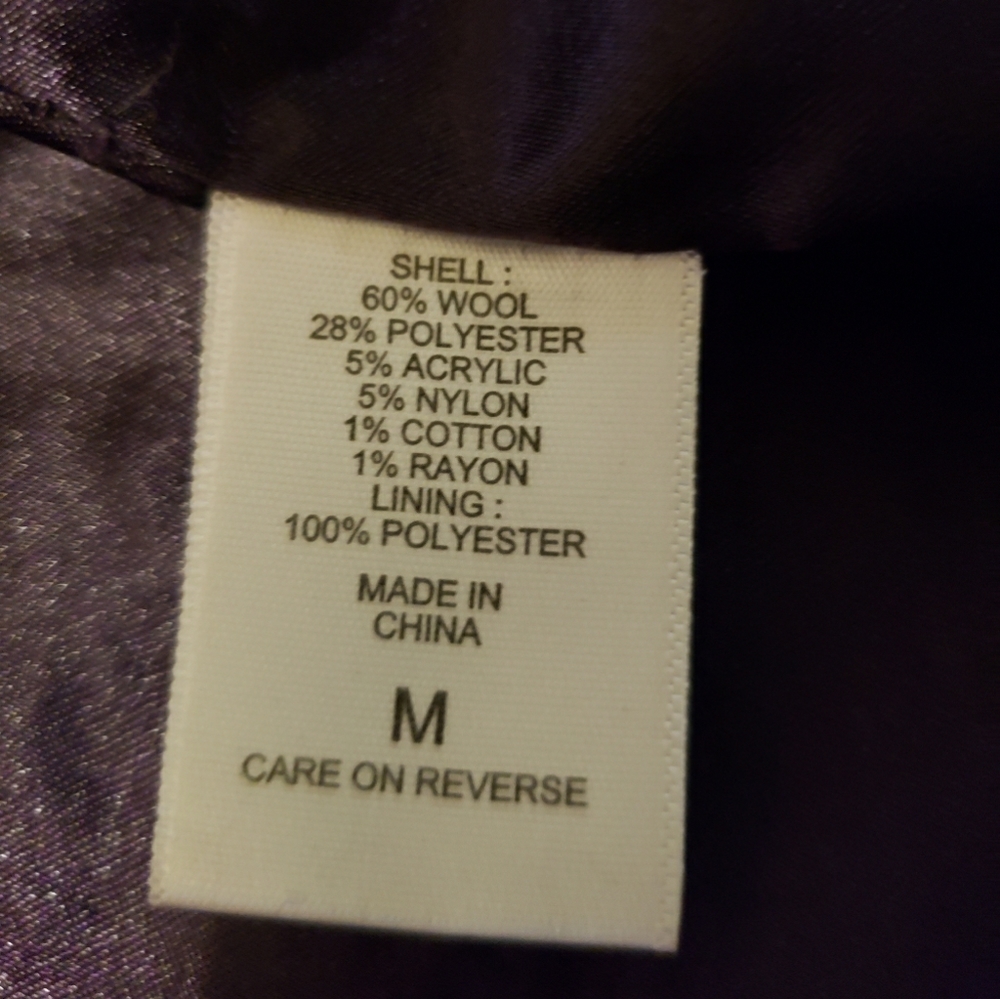 SHELL :
60% WOOL
28% POLYESTER
5% ACRYLIC
5% NYLON
1% COTTON
1% RAYON
LINING :
100% POLYESTER
MADE IN
CHINA
M
CARE ON REVERSE